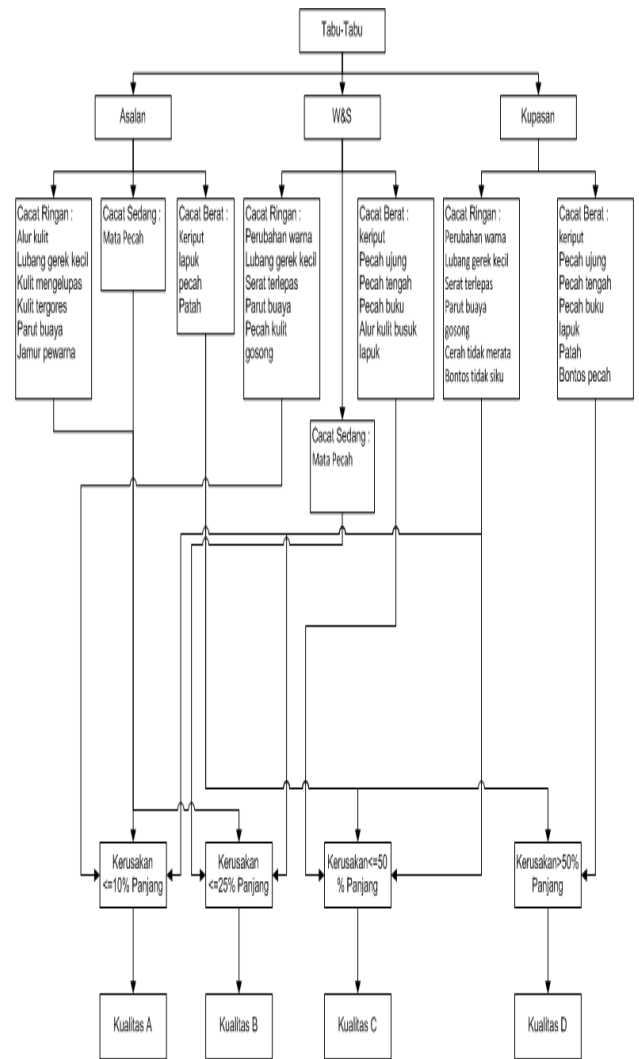 Tabu-Tabu
Asalan
W&S
Kupasan
Cacat Ringan :
Alur kulit
Lubang gerek kecil
Kulit mengelupas
Kulit tergores
Parut buaya
Jamur pewarna
Cacat Sedang :
Mata Pecah
Cacat Berat :
Keriput
lapuk
pecah
Patah
Cacat Ringan :
Perubahan warna
Lubang gerek kecil
Serat terlepas
Parut buaya
Pecah kulit
gosong
Cacat Berat :
keriput
Pecah ujung
Pecah tengah
Pecah buku
Alur kulit busuk
lapuk
Cacat Ringan :
Perubahan warna
Lubang gerek kecil
Serat terlepas
Parut buaya
gosong
Cerah tidak merata
Bontos tidak siku
Cacat Berat :
keriput
Pecah ujung
Pecah tengah
Pecah buku
lapuk
Patah
Bontos pecah
Cacat Sedang :
Mata Pecah
Kerusakan
<=10% Panjang
Kerusakan
<=25% Panjang
Kerusakan<=50
% Panjang
Kerusakan>50%
Panjang
Kualitas A
Kualitas B
Kualitas C
Kualitas D